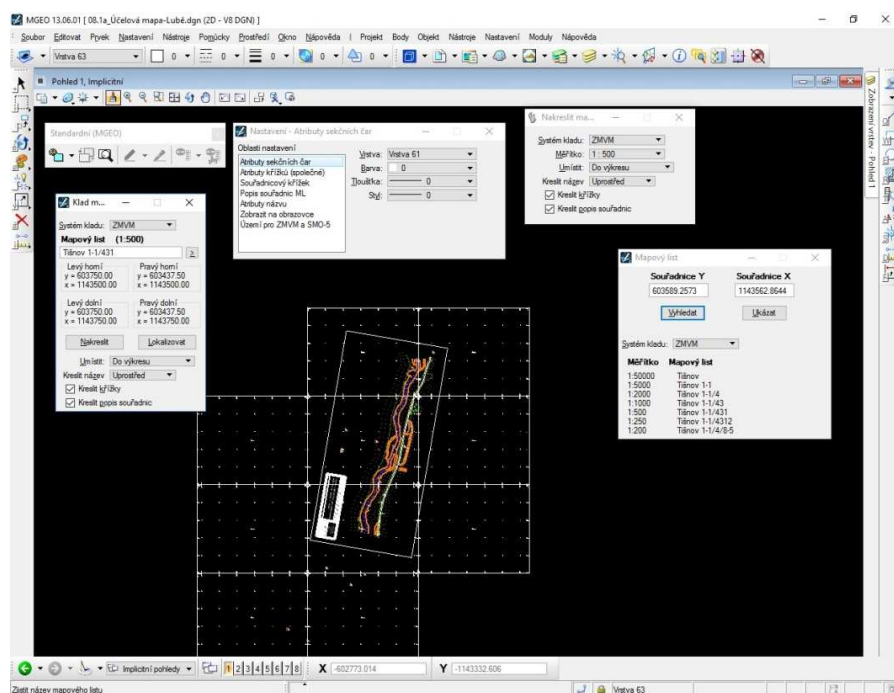 MGEO 13.06.01 [ 08.1a_Účelová mapa-Lubě.dgn (2D - V8 DGN) ]
Soubor Editovat Prvek Nastavení Nástroje Pomůcky Prostředí Okno Nápověda | Projekt Body Objekt Nástroje Nastavení Moduly Nápověda
Vrstva 63 0 0 0 0 0
Pohled 1, Implicitní
Zobrazení vrstev - Pohled 1
Standardní (MGEO)
Nastavení - Atributy sekčních čar
Oblasti nastavení
Atributy sekčních čar
Atributy křížků (společné)
Souřadnicový křížek
Popis souřadnic ML
Atributy názvu
Zobrazit na obrazovce
Území pro ZMVM a SMO-5
Vrstva: Vrstva 61
Barva: 0
Tloušťka: 0
Styl: 0
Nakreslit ma...
Systém kladu: ZMVM
Měřítko: 1 : 500
Umístit: Do výkresu
Kreslit název Uprostřed
Kreslit křížky
Kreslit popis souřadnic
Klad m...
Systém kladu: ZMVM
Mapový list (1:500)
Tišnov 1-1/431 >
Levý horní Pravý horní
y = 603750.00 y = 603437.50
x = 1143500.00 x = 1143500.00
Levý dolní Pravý dolní
y = 603750.00 y = 603437.50
x = 1143750.00 x = 1143750.00
Nakreslit Lokalizovat
Umístit: Do výkresu
Kreslit název Uprostřed
Kreslit křížky
Kreslit popis souřadnic
Mapový list
Souřadnice Y Souřadnice X
603589.2573 1143562.8644
Vyhledat Ukázat
Systém kladu: ZMVM
Měřítko Mapový list
1:50000 Tišnov
1:5000 Tišnov 1-1
1:2000 Tišnov 1-1/4
1:1000 Tišnov 1-1/43
1:500 Tišnov 1-1/431
1:250 Tišnov 1-1/4312
1:200 Tišnov 1-1/4/8-5
Implicitní pohledy 1 2 3 4 5 6 7 8 X -602773.014 Y -1143332.606
Zjistit název mapového listu Vrstva 63